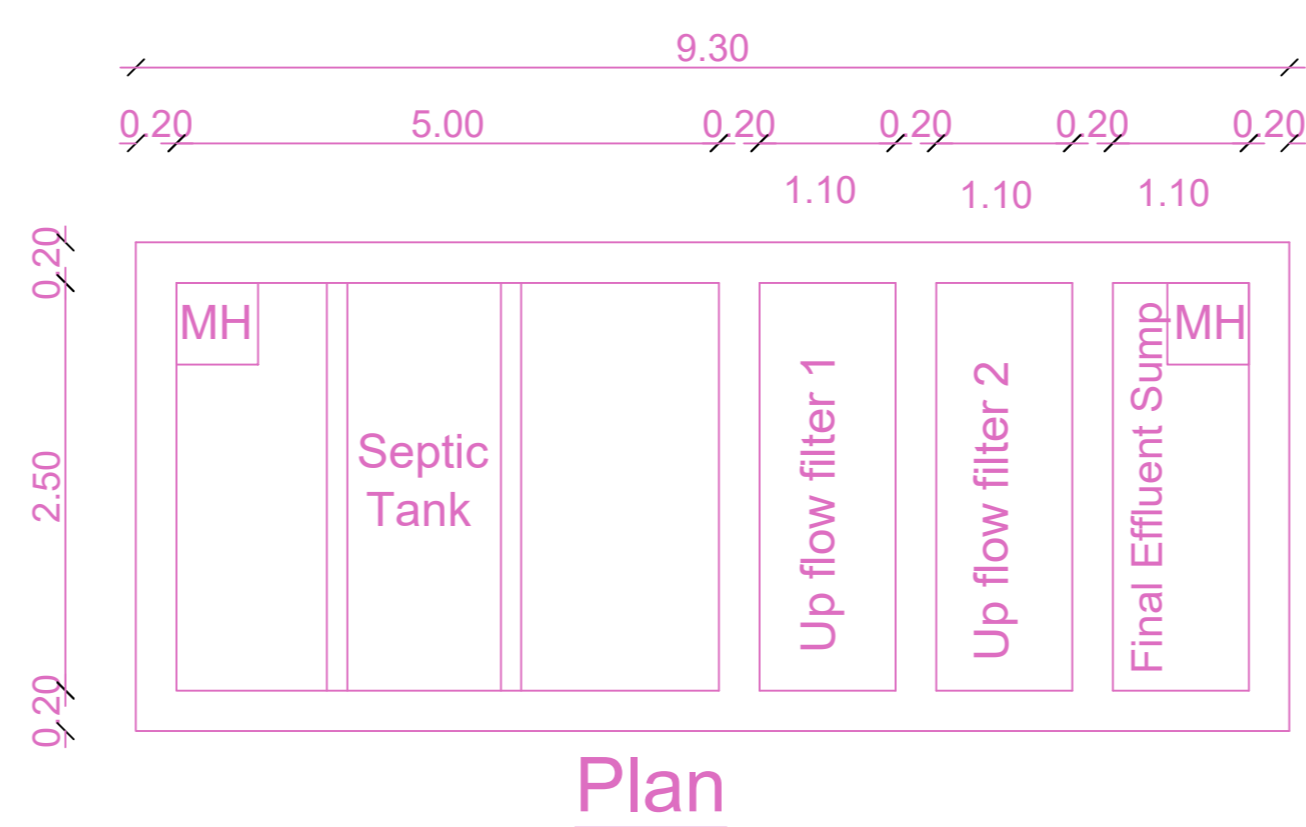 9.30
0.20 5.00 0.20 0.20 0.20 0.20
1.10 1.10 1.10
0.20
2.50
0.20
MH
Septic
Tank
Up flow filter 1
Up flow filter 2
Final Effluent Sump
MH
Plan